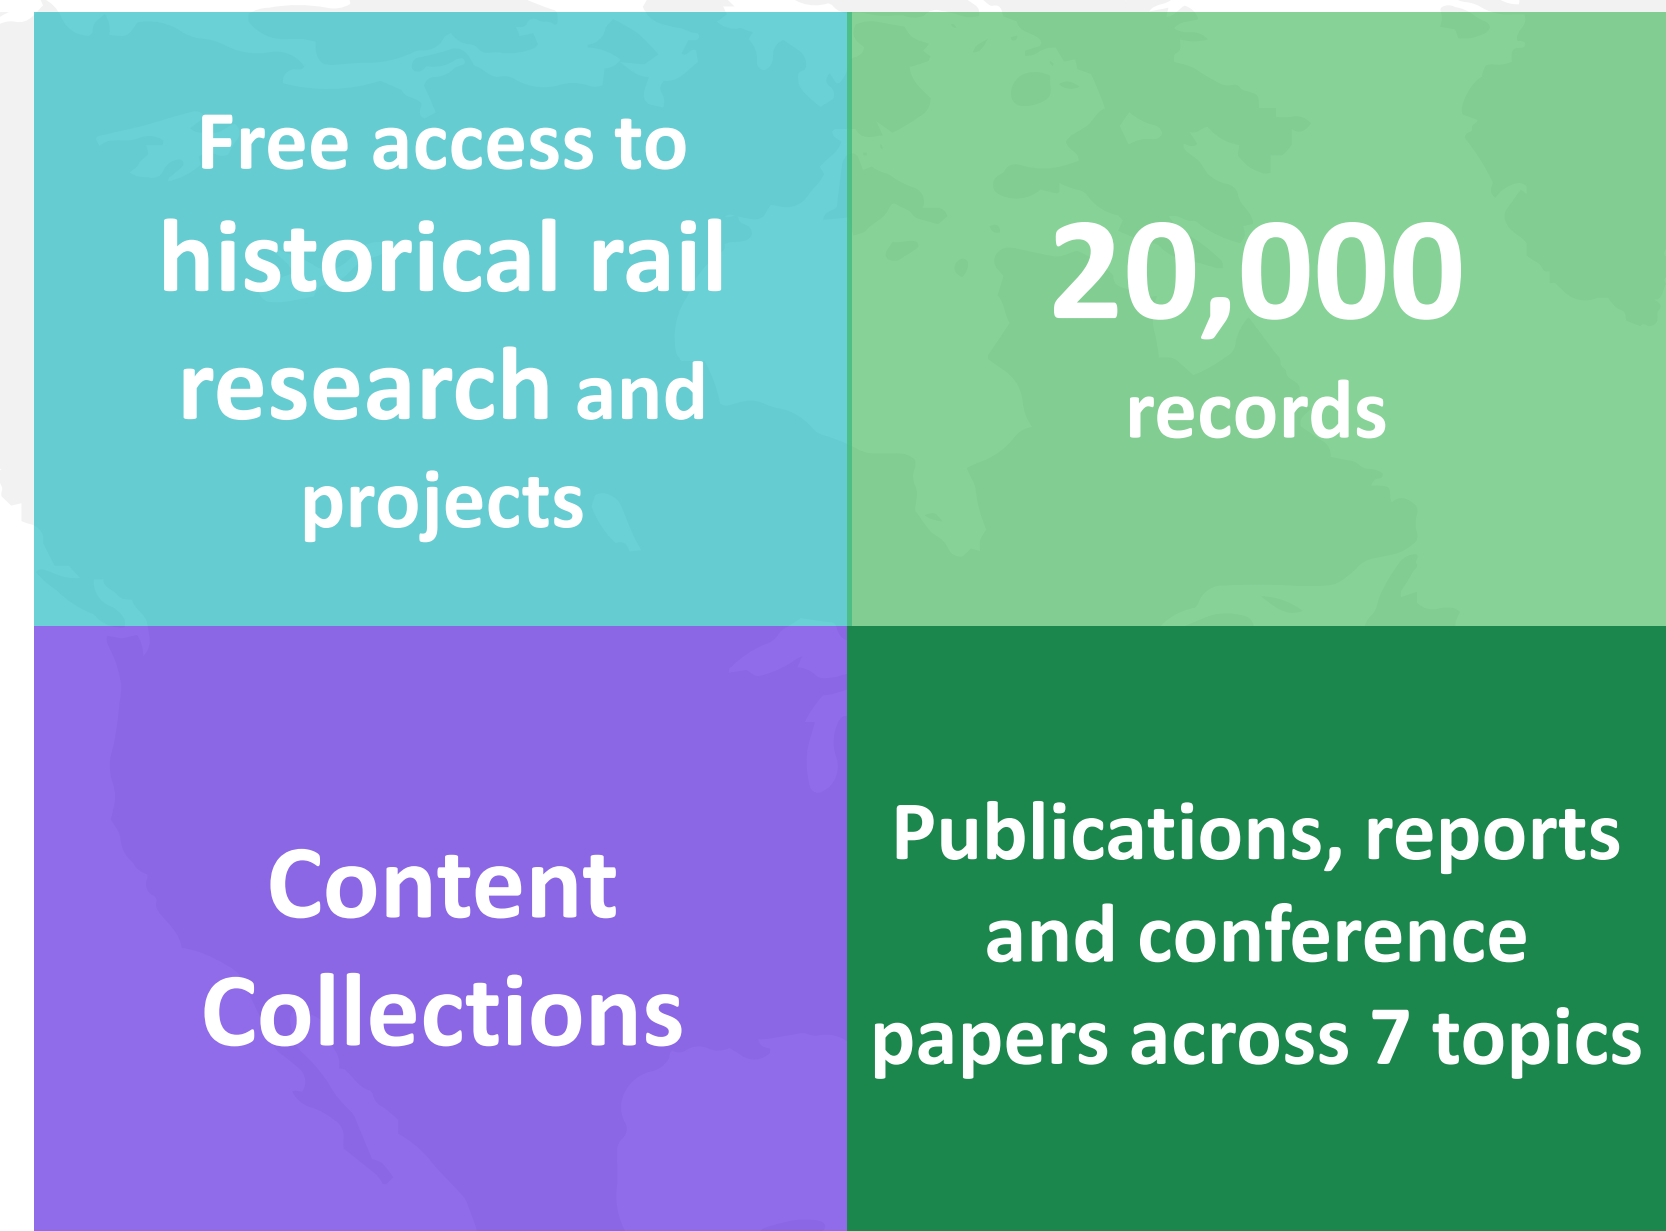 Free access to
historical rail
research and
projects
20,000
records
Content
Collections
Publications, reports
and conference
papers across 7 topics